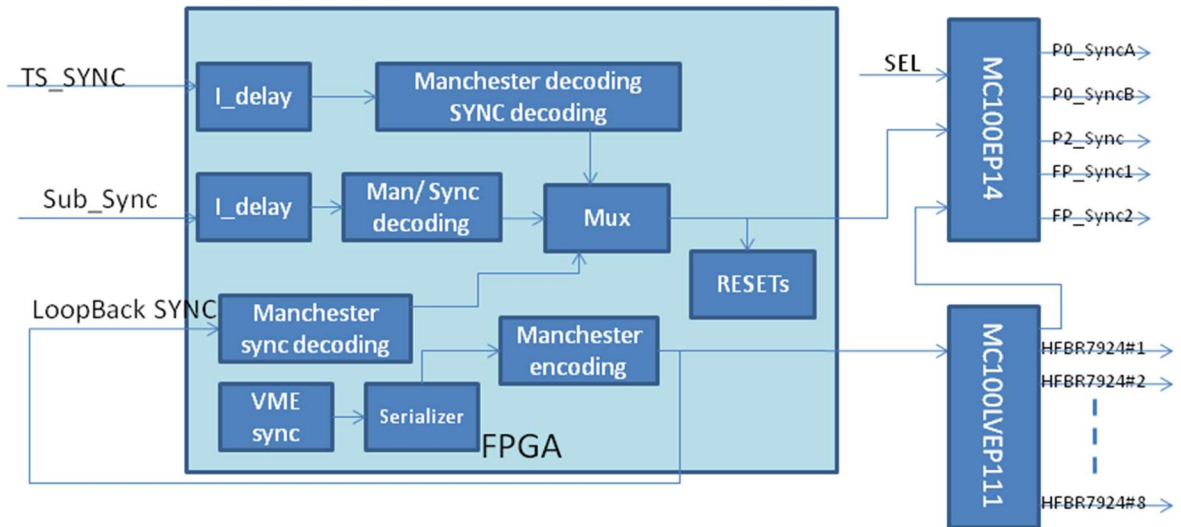 TS_SYNC
I_delay
Manchester decoding
SYNC decoding
SEL
MC100EP14
P0_SyncA
P0_SyncB
P2_Sync
FP_Sync1
FP_Sync2
Sub_Sync
I_delay
Man/ Sync
decoding
Mux
RESETs
LoopBack SYNC
Manchester
sync decoding
Manchester
encoding
VME
sync
Serializer
FPGA
MC100LVEP111
HFBR7924#1
HFBR7924#2
HFBR7924#8